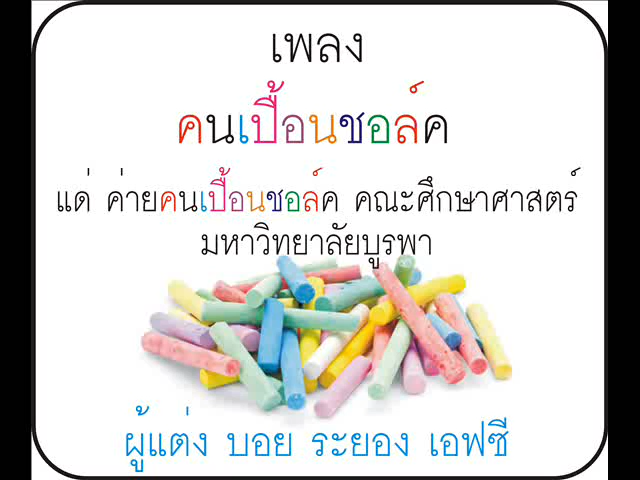 เพลง
คนเปื้อนชอล์ค
แด่ ค่ายคนเปื้อนชอล์ค คณะศึกษาศาสตร์
มหาวิทยาลัยบูรพา
ผู้แต่ง บอย ระยอง เอฟซี